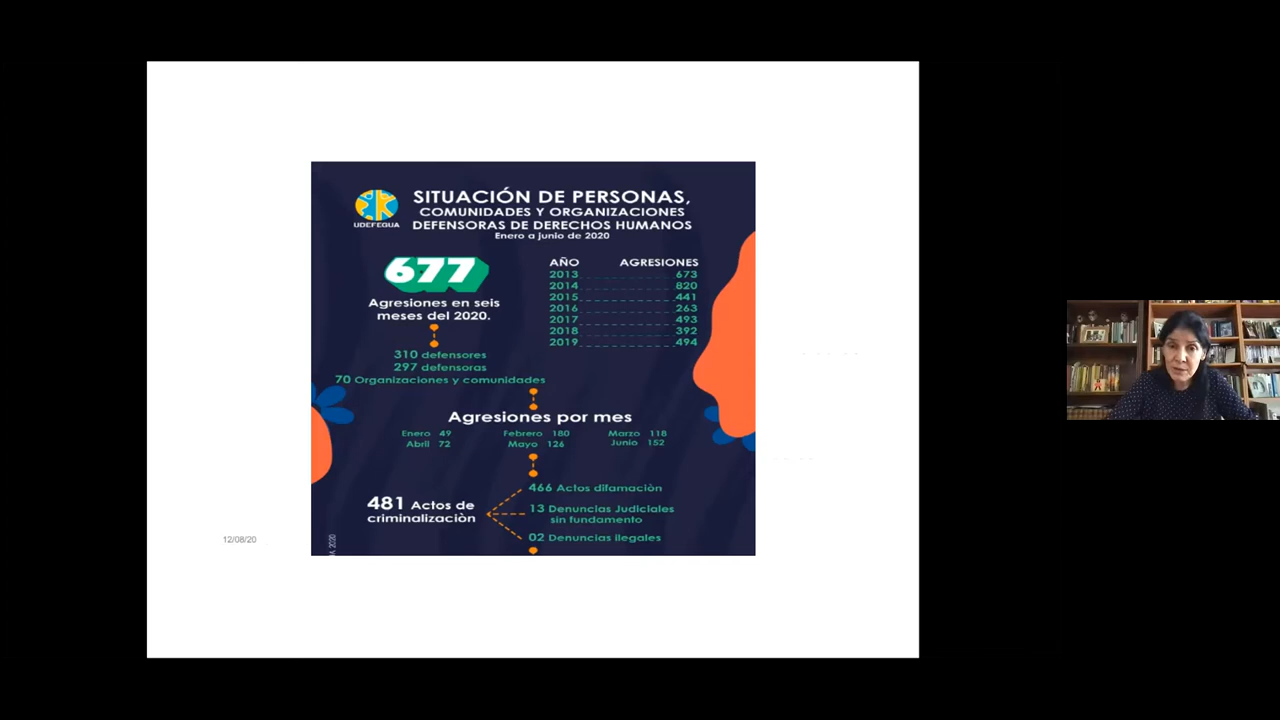 SITUACIÓN DE PERSONAS,
COMUNIDADES Y ORGANIZACIONES
DEFENSORAS DE DERECHOS HUMANOS
Enero a junio de 2020
UDEFEGUA
677
Agresiones en seis
meses del 2020.
310 defensores
297 defensoras
70 Organizaciones y comunidades
AÑO AGRESIONES
2013 673
2014 820
2015 441
2016 263
2017 493
2018 392
2019 494
Agresiones por mes
Enero 49 Febrero 180 Marzo 118
Abril 72 Mayo 126 Junio 152
481 Actos de
criminalizaciòn
466 Actos difamaciòn
13 Denuncias Judiciales
sin fundamento
02 Denuncias ilegales
12/08/20
2020